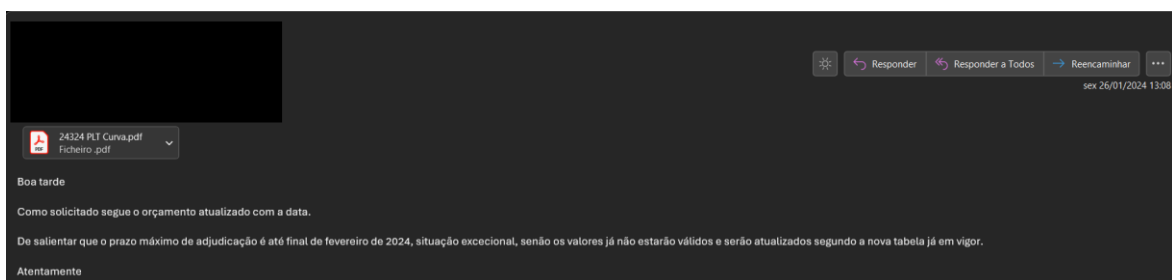 Responder
Responder a Todos
Reencaminhar
sex 26/01/2024 13:08
24324 PLT Curva.pdf
PDF
Ficheiro .pdf
Boa tarde
Como solicitado segue o orçamento atualizado com a data.
De salientar que o prazo máximo de adjudicação é até final de fevereiro de 2024, situação excecional, senão os valores já não estarão válidos e serão atualizados segundo a nova tabela já em vigor.
Atentamente